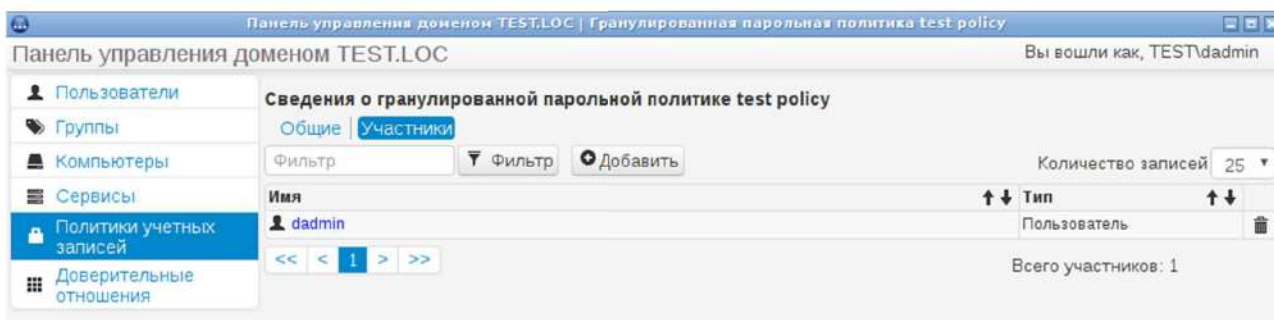 Панель управления доменом TEST.LOC | Гранулированная парольная политика test policy
Панель управления доменом TEST.LOC
Вы вошли как, TEST\dadmin
Пользователи
Группы
Компьютеры
Сервисы
Политики учетных
записей
Доверительные
отношения
Сведения о гранулированной парольной политике test policy
Общие | Участники
Фильтр Фильтр Добавить
Количество записей 25
Имя Тип
dadmin Пользователь
<< < 1 > >>
Всего участников: 1